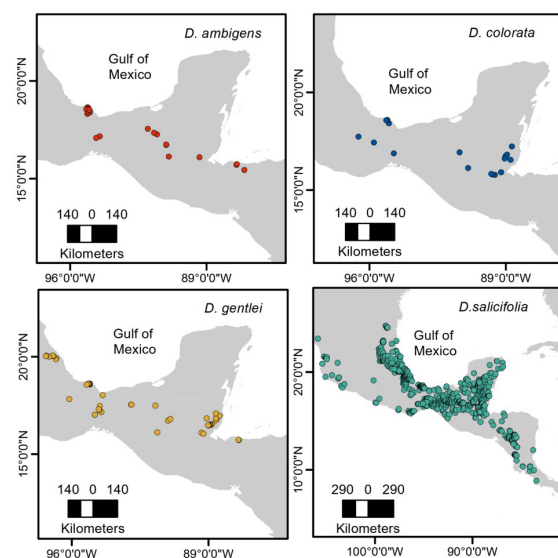 D. ambigens
Gulf of
Mexico
20°0'0"N
15°0'0"N
140 0 140
Kilometers
96°0'0"W 89°0'0"W
D. colorata
Gulf of
Mexico
20°0'0"N
15°0'0"N
140 0 140
Kilometers
96°0'0"W 89°0'0"W
D. gentlei
Gulf of
Mexico
20°0'0"N
15°0'0"N
140 0 140
Kilometers
96°0'0"W 89°0'0"W
D.salicifolia
Gulf of
Mexico
20°0'0"N
10°0'0"N
290 0 290
Kilometers
100°0'0"W 90°0'0"W